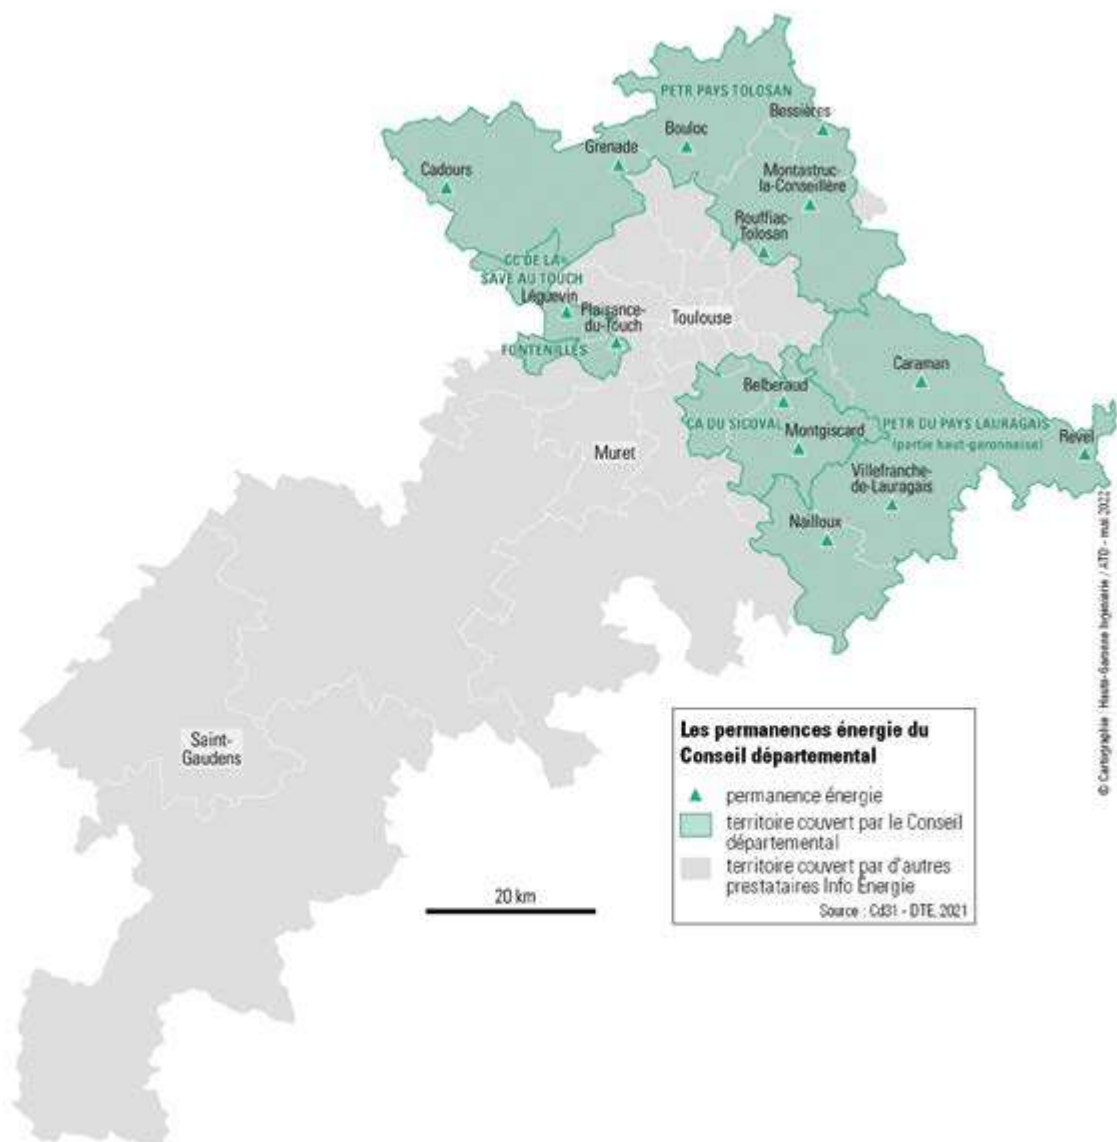 PETR PAYS TOLOSAN
Bessières
Bouloc
Grenade
Cadours
Montastruc-
la-Conseillère
Rouffiac-
Tolosan
CC DE LA
SAVE AU TOUCH
Léguevin
Plaisance-
du-Touch
Toulouse
FONTENILLES
Caraman
Belberaud
CA DU SICOVAL
PETR DU PAYS LAURAGAIS
(partie haut-garonnaise)
Montgiscard
Revel
Muret
Villefranche-
de-Lauragais
Nailloux
Saint-
Gaudens
Les permanences énergie du
Conseil départemental
permanence énergie
territoire couvert par le Conseil
départemental
territoire couvert par d'autres
prestataires Info Énergie
Source : Cd31 - DTE, 2021
20 km
© Cartographie : Haute-Garonne Ingénierie / ATD - mai 2022